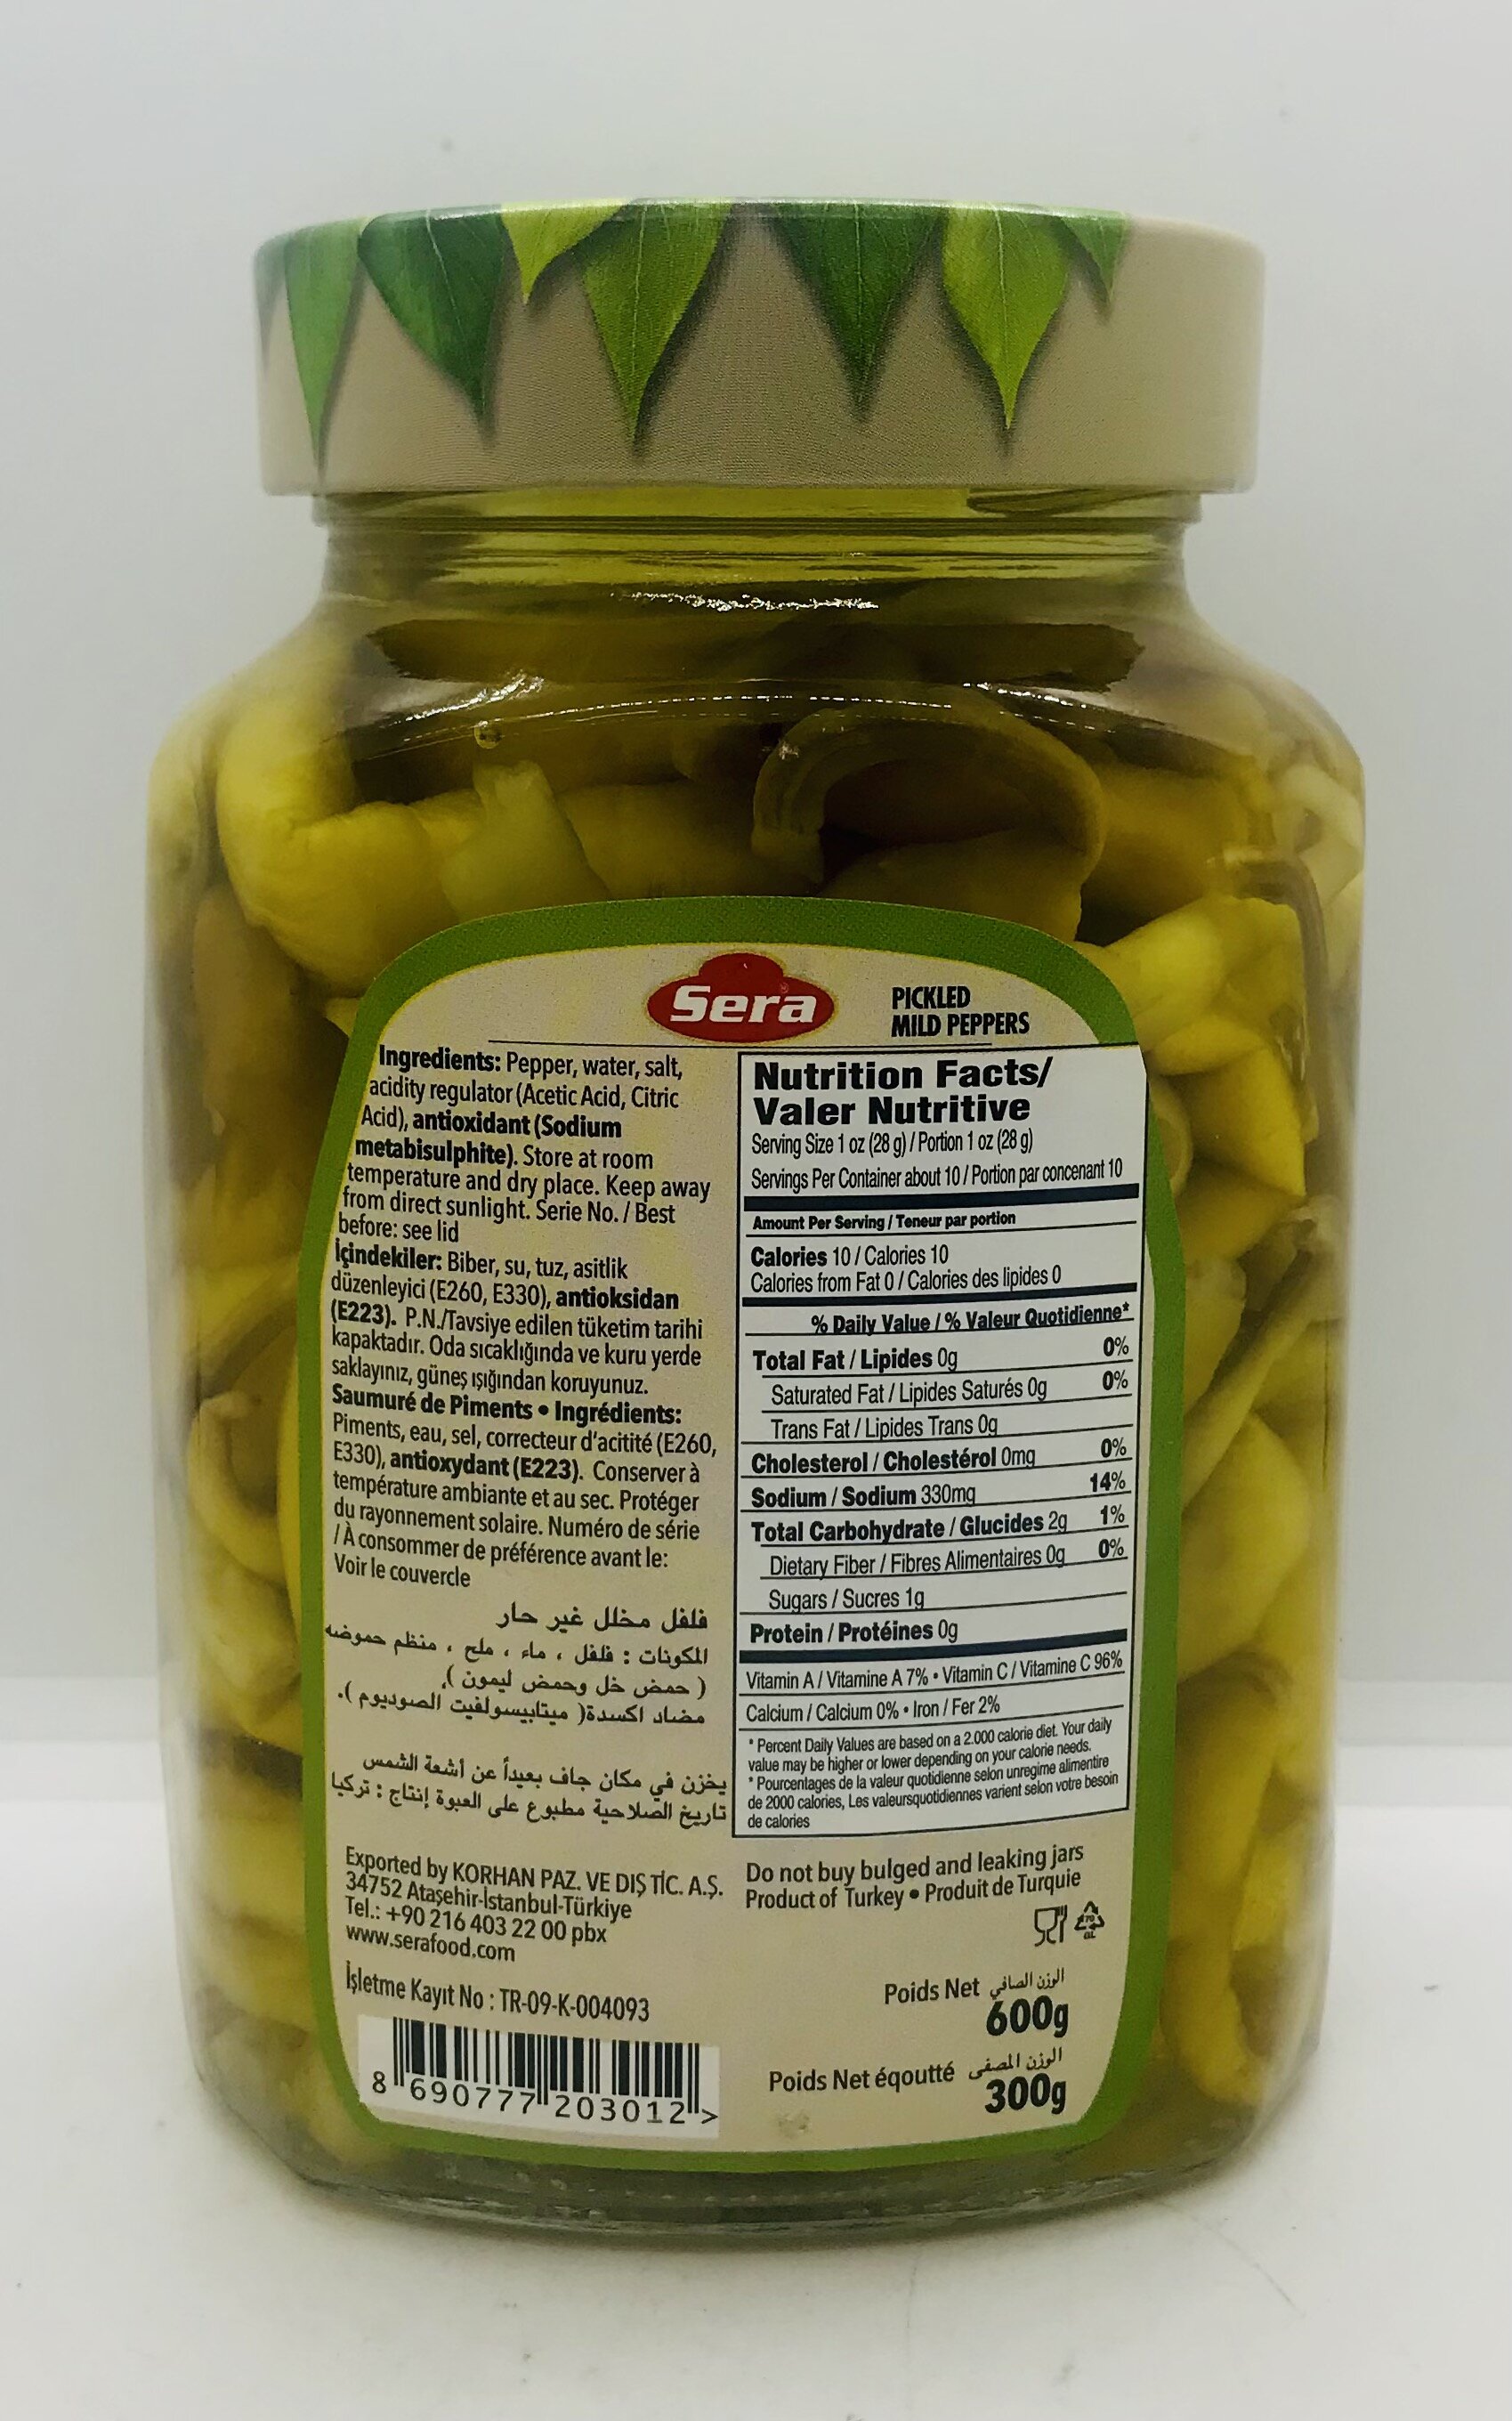 Sera
PICKLED
MILD PEPPERS
Ingredients: Pepper, water, salt,
acidity regulator (Acetic Acid, Citric
Acid), antioxidant (Sodium
metabisulphite). Store at room
temperature and dry place. Keep away
from direct sunlight. Serie No. / Best
before: see lid
İçindekiler: Biber, su, tuz, asitlik
düzenleyici (E260, E330), antioksidan
(E223). P.N./Tavsiye edilen tüketim tarihi
kapaktadır. Oda sıcaklığında ve kuru yerde
saklayınız, güneş ışığından koruyunuz.
Saumuré de Piments • Ingrédients:
Piments, eau, sel, correcteur d'acitité (E260,
E330), antioxydant (E223). Conserver à
température ambiante et au sec. Protéger
du rayonnement solaire. Numéro de série
/ À consommer de préférence avant le:
Voir le couvercle
فلفل مخلل غير حار
المكونات : فلفل ، ماء ، ملح ، منظم حموضه
( حمض خل وحمض ليمون )،
مضاد اكسدة( ميتابيسولفيت الصوديوم ).
يخزن في مكان جاف بعيداً عن أشعة الشمس
تاريخ الصلاحية مطبوع على العبوة إنتاج : تركيا
Exported by KORHAN PAZ. VE DIŞ TİC. A.Ş.
34752 Ataşehir-İstanbul-Türkiye
Tel.: +90 216 403 22 00 pbx
www.serafood.com
İşletme Kayıt No : TR-09-K-004093
8 690777 203012 >
Nutrition Facts/
Valer Nutritive
Serving Size 1 oz (28 g) / Portion 1 oz (28 g)
Servings Per Container about 10 / Portion par concenant 10
Amount Per Serving / Teneur par portion
Calories 10 / Calories 10
Calories from Fat 0 / Calories des lipides 0
% Daily Value / % Valeur Quotidienne*
Total Fat / Lipides 0g 0%
Saturated Fat / Lipides Saturés 0g 0%
Trans Fat / Lipides Trans 0g
Cholesterol / Cholestérol 0mg 0%
Sodium / Sodium 330mg 14%
Total Carbohydrate / Glucides 2g 1%
Dietary Fiber / Fibres Alimentaires 0g 0%
Sugars / Sucres 1g
Protein / Protéines 0g
Vitamin A / Vitamine A 7% • Vitamin C / Vitamine C 96%
Calcium / Calcium 0% • Iron / Fer 2%
* Percent Daily Values are based on a 2.000 calorie diet. Your daily
value may be higher or lower depending on your calorie needs.
* Pourcentages de la valeur quotidienne selon unregime alimentire
de 2000 calories, Les valeursquotidiennes varient selon votre besoin
de calories
Do not buy bulged and leaking jars
Product of Turkey • Produit de Turquie
70
GL
Poids Net الوزن الصافي
600g
Poids Net éqoutté الوزن المصفى
300g